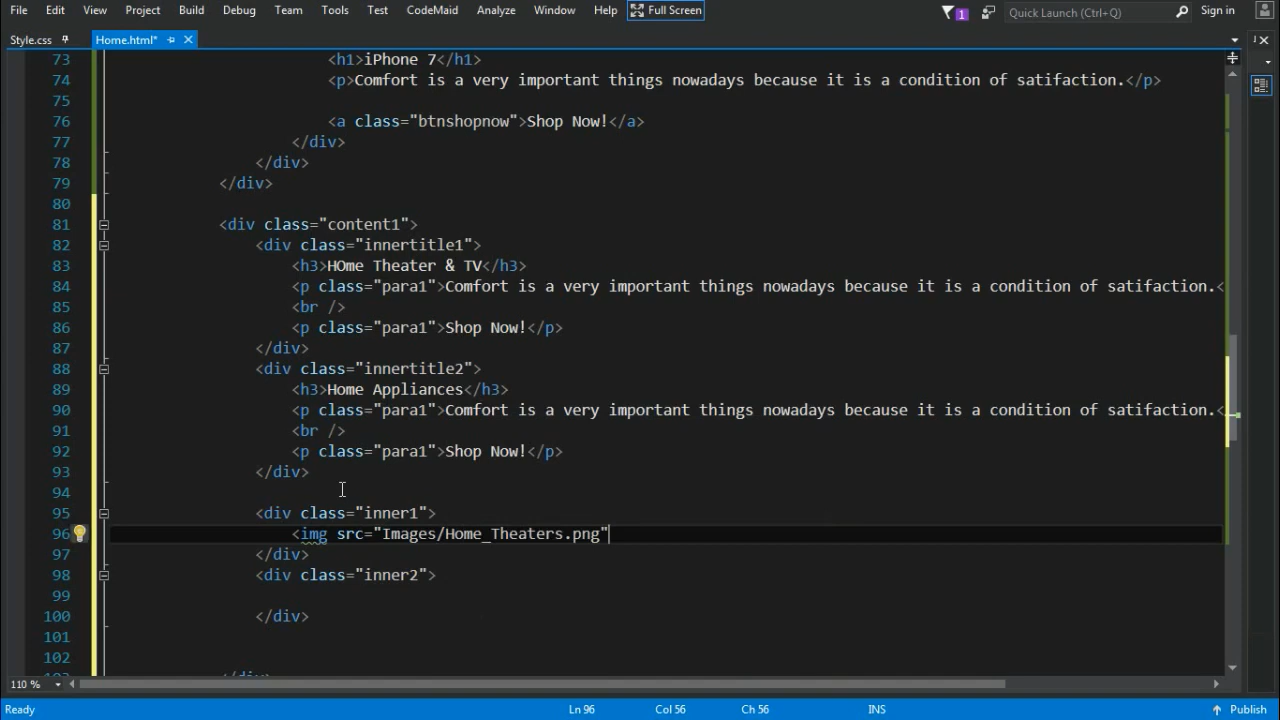 File Edit View Project Build Debug Team Tools Test CodeMaid Analyze Window Help Full Screen 1 Quick Launch (Ctrl+Q) Sign in
Style.css Home.html*
73 <h1>iPhone 7</h1>
74 <p>Comfort is a very important things nowadays because it is a condition of satifaction.</p>
75
76 <a class="btnshopnow">Shop Now!</a>
77 </div>
78 </div>
79 </div>
80
81 <div class="content1">
82 <div class="innertitle1">
83 <h3>HOme Theater & TV</h3>
84 <p class="para1">Comfort is a very important things nowadays because it is a condition of satifaction.<
85 <br />
86 <p class="para1">Shop Now!</p>
87 </div>
88 <div class="innertitle2">
89 <h3>Home Appliances</h3>
90 <p class="para1">Comfort is a very important things nowadays because it is a condition of satifaction.<
91 <br />
92 <p class="para1">Shop Now!</p>
93 </div>
94
95 <div class="inner1">
96 <img src="Images/Home_Theaters.png"
97 </div>
98 <div class="inner2">
99
100 </div>
101
102
110 % 
Ready Ln 96 Col 56 Ch 56 INS Publish